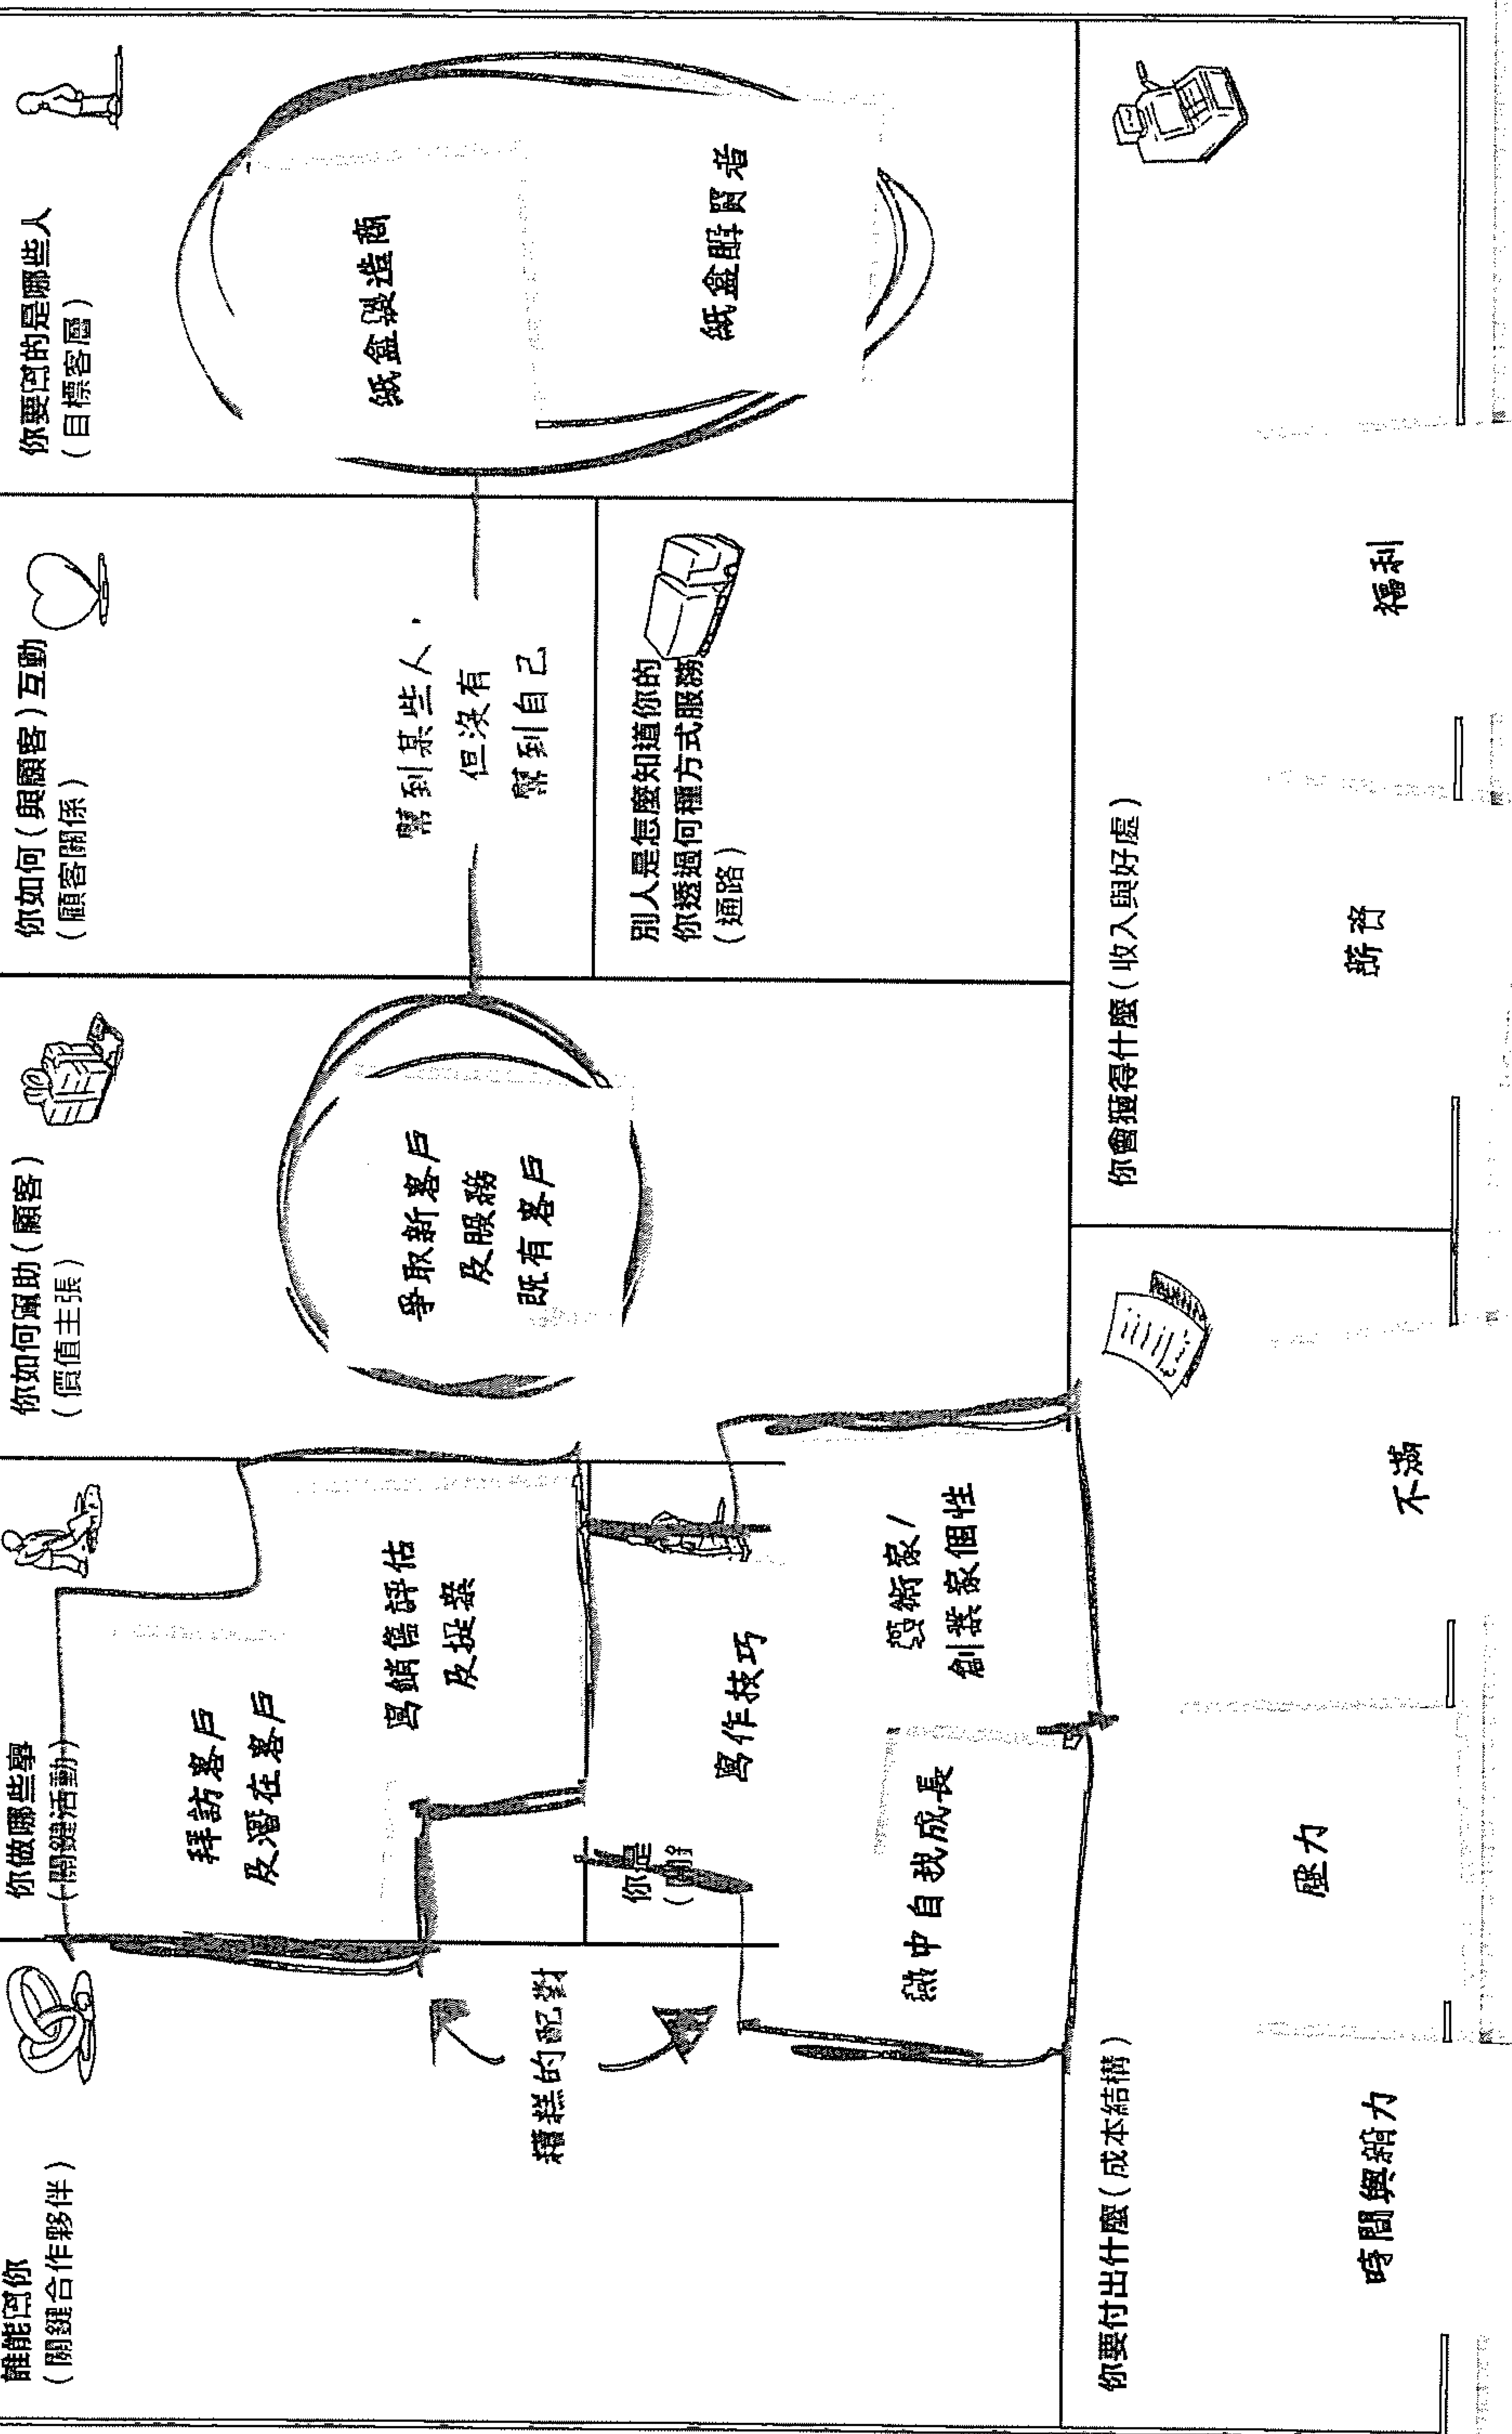 誰能幫你
(關鍵合作夥伴)
糟糕的配對
你做哪些事
(關鍵活動)
拜訪客戶
及潛在客戶
寫銷售評估
及提案
你是
寫作技巧
熱中自我成長
藝術家/
創業家個性
你如何幫助(顧客)
(價值主張)
爭取新客戶
及服務
既有客戶
你如何(與顧客)互動
(顧客關係)
幫到某些人,
但沒有
幫到自己
別人是怎麼知道你的
你透過何種方式服務
(通路)
你要幫的是哪些人
(目標客層)
紙盒製造商
紙盒購買者
你要付出什麼(成本結構)
時間與精力
壓力
不滿
你會獲得什麼(收入與好處)
薪資
福利